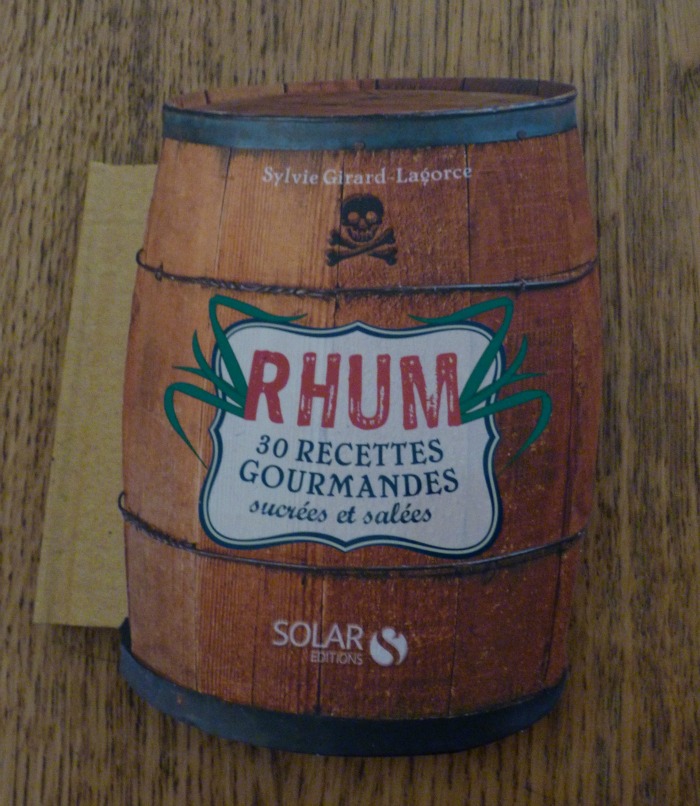 Sylvie Girard-Lagorce
RHUM
30 RECETTES
GOURMANDES
sucrées et salées
SOLAR
EDITIONS